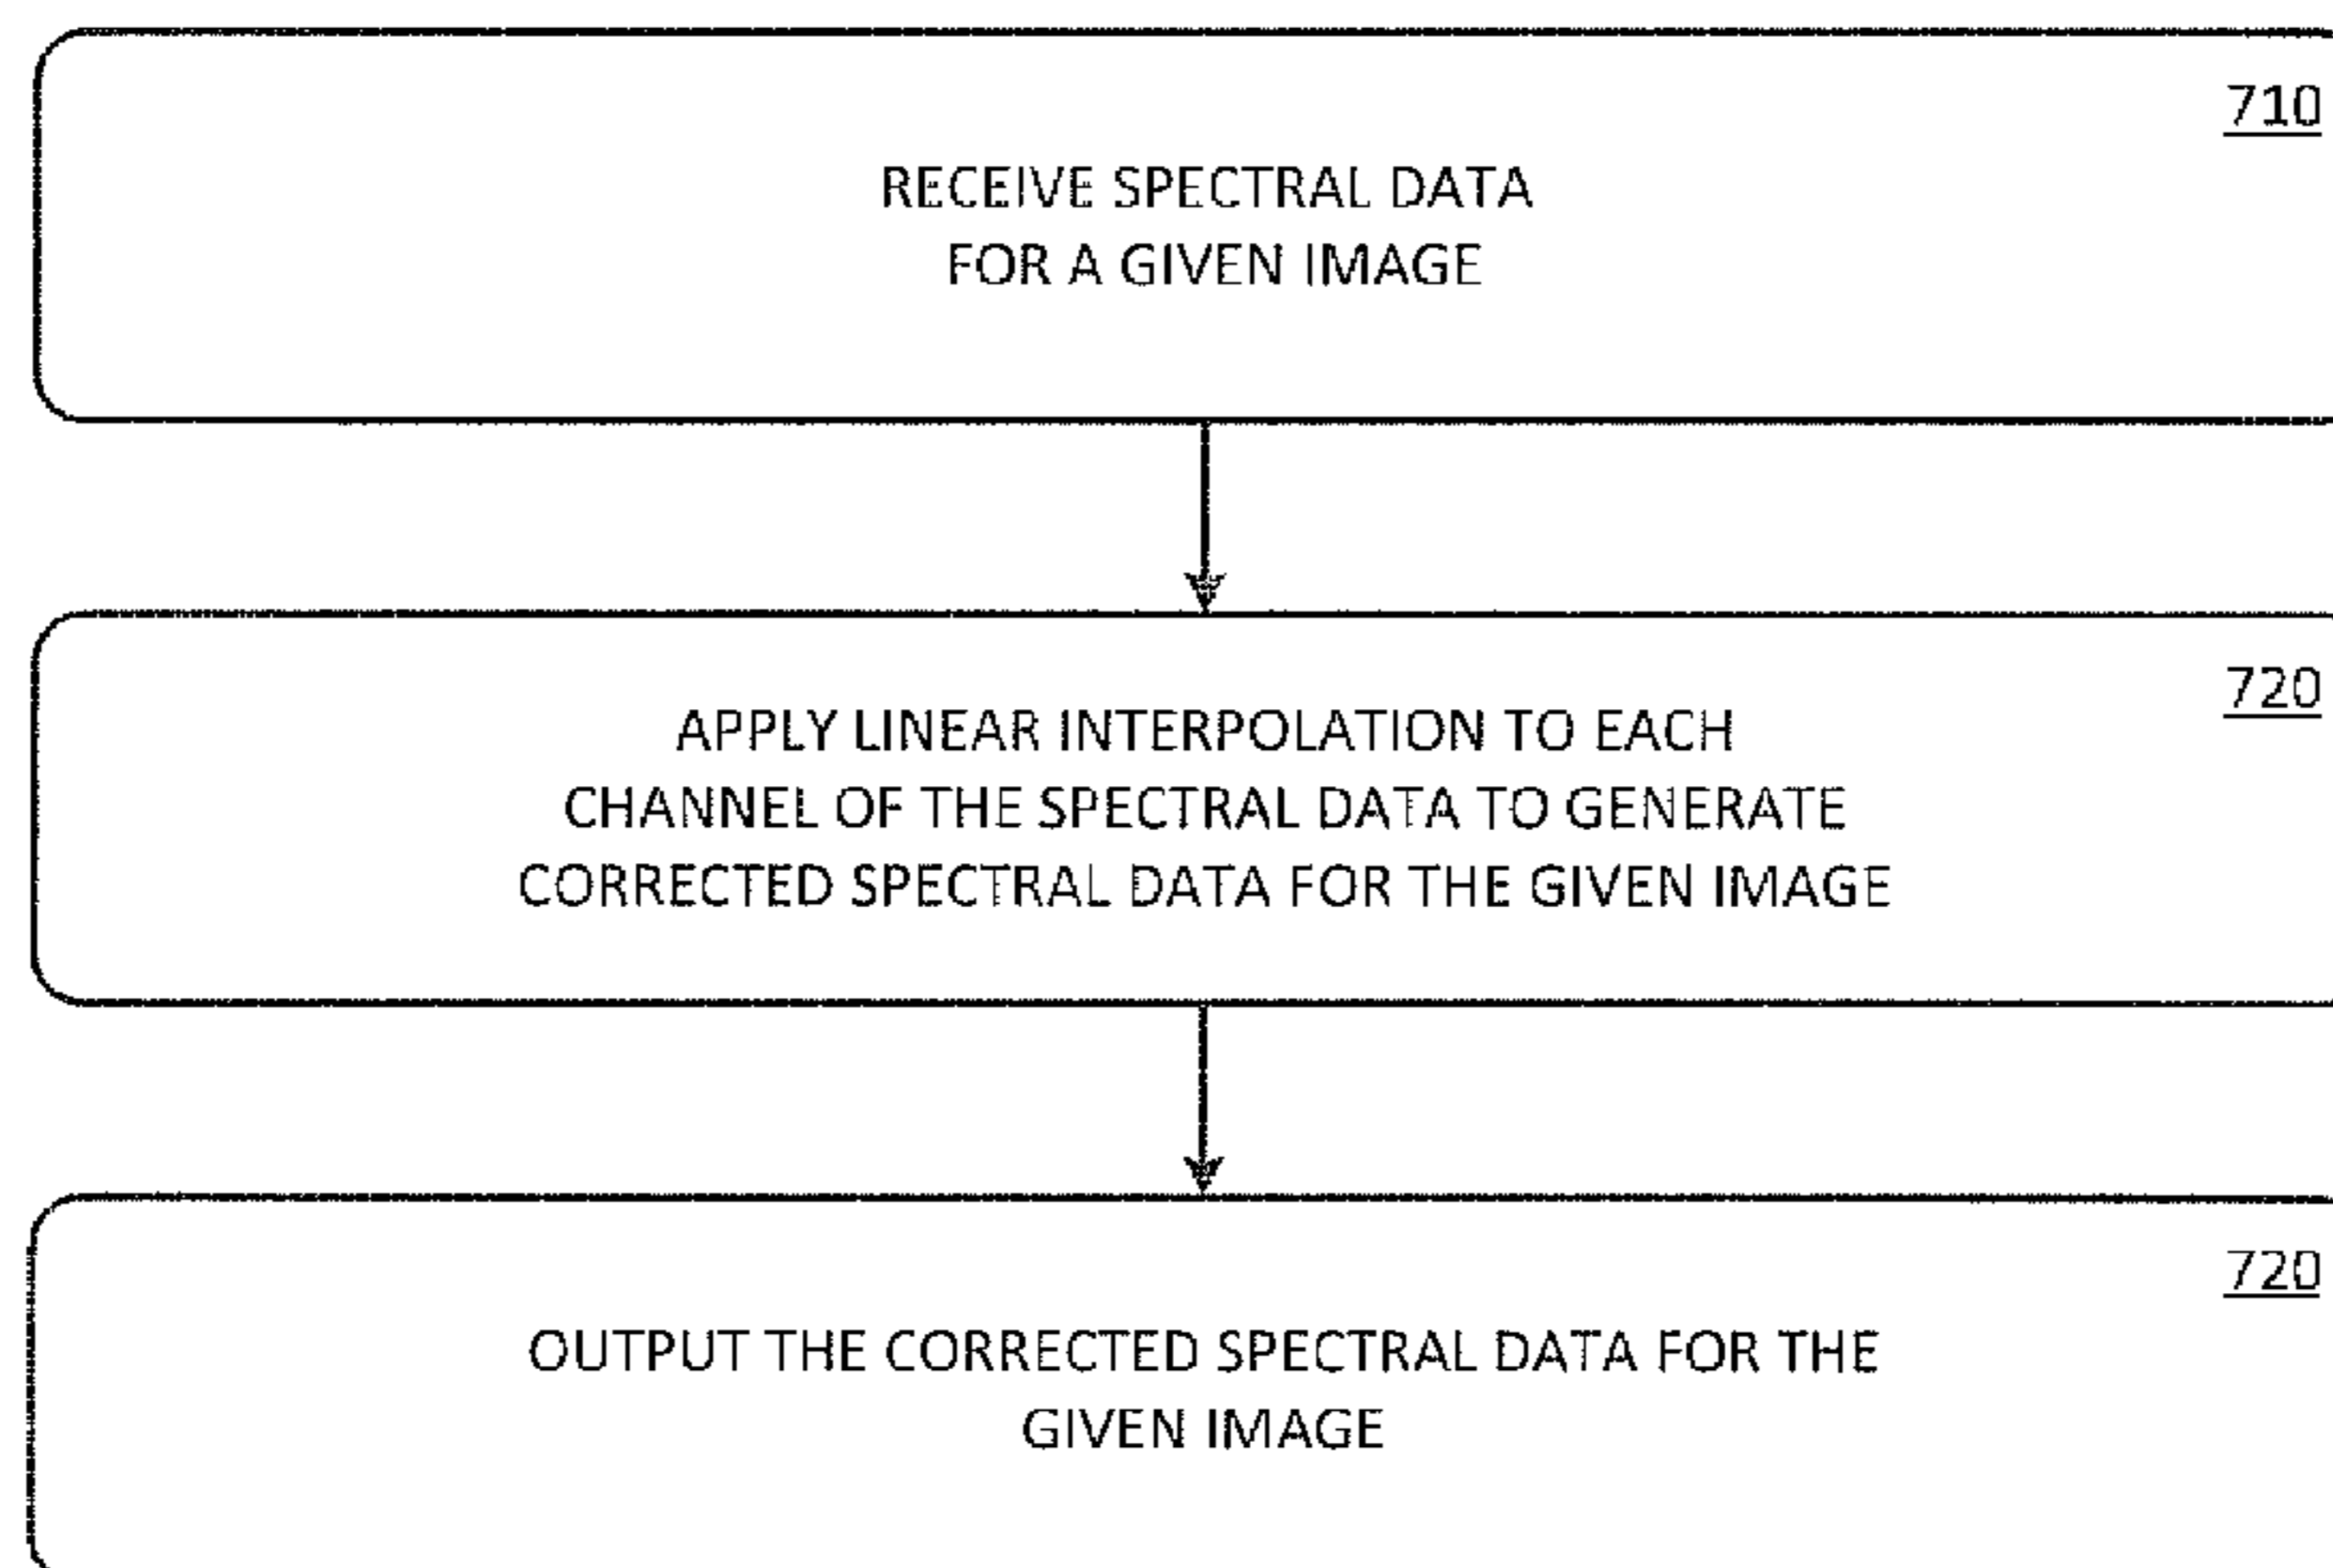 710
RECEIVE SPECTRAL DATA
FOR A GIVEN IMAGE
720
APPLY LINEAR INTERPOLATION TO EACH
CHANNEL OF THE SPECTRAL DATA TO GENERATE
CORRECTED SPECTRAL DATA FOR THE GIVEN IMAGE
720
OUTPUT THE CORRECTED SPECTRAL DATA FOR THE
GIVEN IMAGE